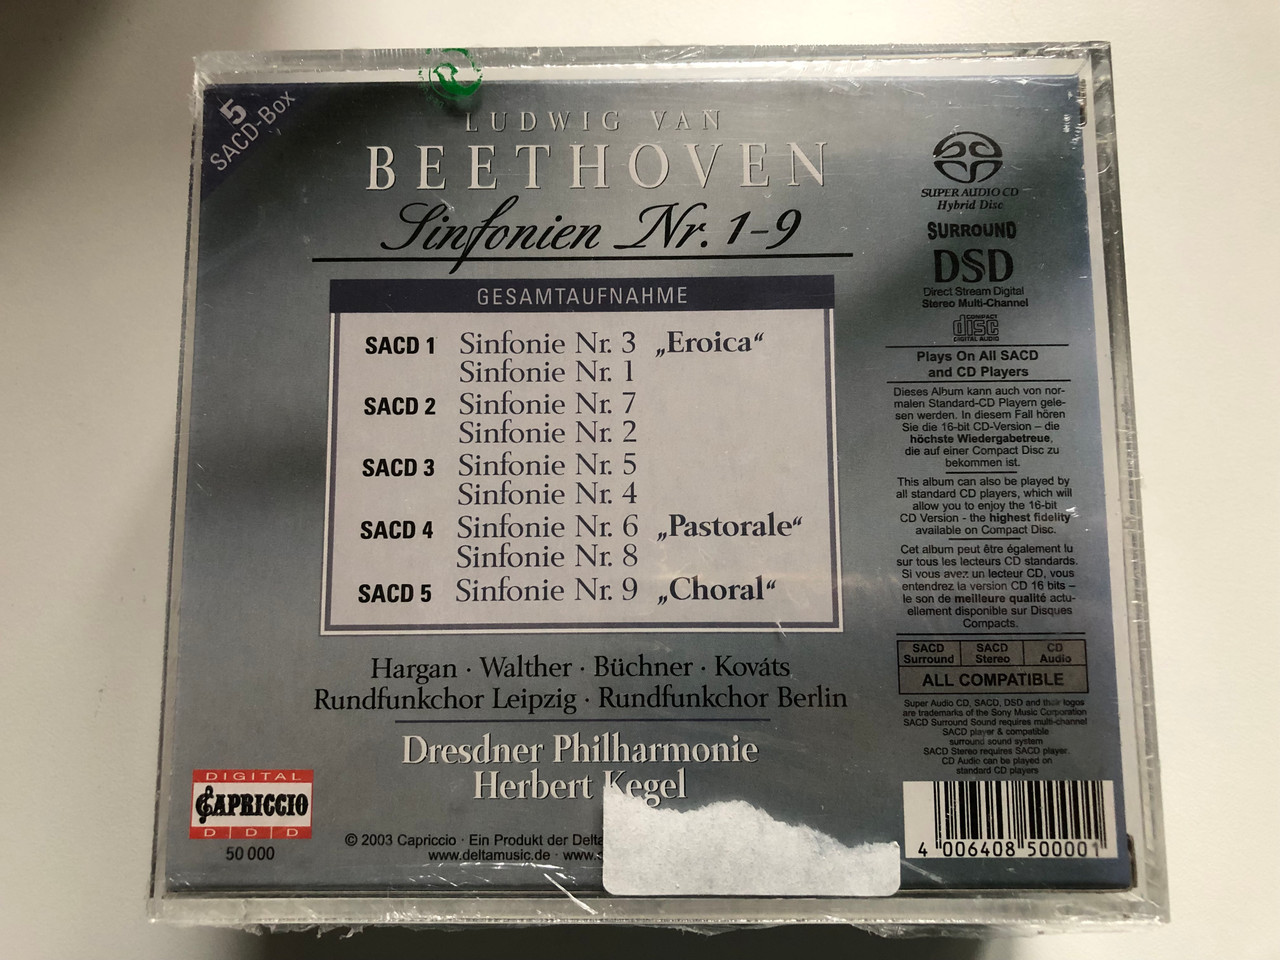 5
SACD-Box
LUDWIG VAN
BEETHOVEN
Sinfonien Nr. 1–9
GESAMTAUFNAHME
SACD 1 Sinfonie Nr. 3 „Eroica“
Sinfonie Nr. 1
SACD 2 Sinfonie Nr. 7
Sinfonie Nr. 2
SACD 3 Sinfonie Nr. 5
Sinfonie Nr. 4
SACD 4 Sinfonie Nr. 6 „Pastorale“
Sinfonie Nr. 8
SACD 5 Sinfonie Nr. 9 „Choral“
Hargan · Walther · Büchner · Kováts
Rundfunkchor Leipzig · Rundfunkchor Berlin
Dresdner Philharmonie
Herbert Kegel
DIGITAL
CAPRICCIO
D D D
50 000
© 2003 Capriccio · Ein Produkt der Delta
www.deltamusic.de · www.
SUPER AUDIO CD
Hybrid Disc
SURROUND
DSD
Direct Stream Digital
Stereo Multi-Channel
COMPACT
disc
DIGITAL AUDIO
Plays On All SACD
and CD Players
Dieses Album kann auch von nor-
malen Standard-CD Playern gele-
sen werden. In diesem Fall hören
Sie die 16-bit CD-Version – die
höchste Wiedergabetreue,
die auf einer Compact Disc zu
bekommen ist.
This album can also be played by
all standard CD players, which will
allow you to enjoy the 16-bit
CD Version - the highest fidelity
available on Compact Disc.
Cet album peut être également lu
sur tous les lecteurs CD standards.
Si vous avez un lecteur CD, vous
entendrez la version CD 16 bits –
le son de meilleure qualité actu-
ellement disponible sur Disques
Compacts.
SACD Surround SACD Stereo CD Audio
ALL COMPATIBLE
Super Audio CD, SACD, DSD and their logos
are trademarks of the Sony Music Corporation
SACD Surround Sound requires multi-channel
SACD player & compatible
surround sound system
SACD Stereo requires SACD player.
CD Audio can be played on
standard CD players
4 006408 500001